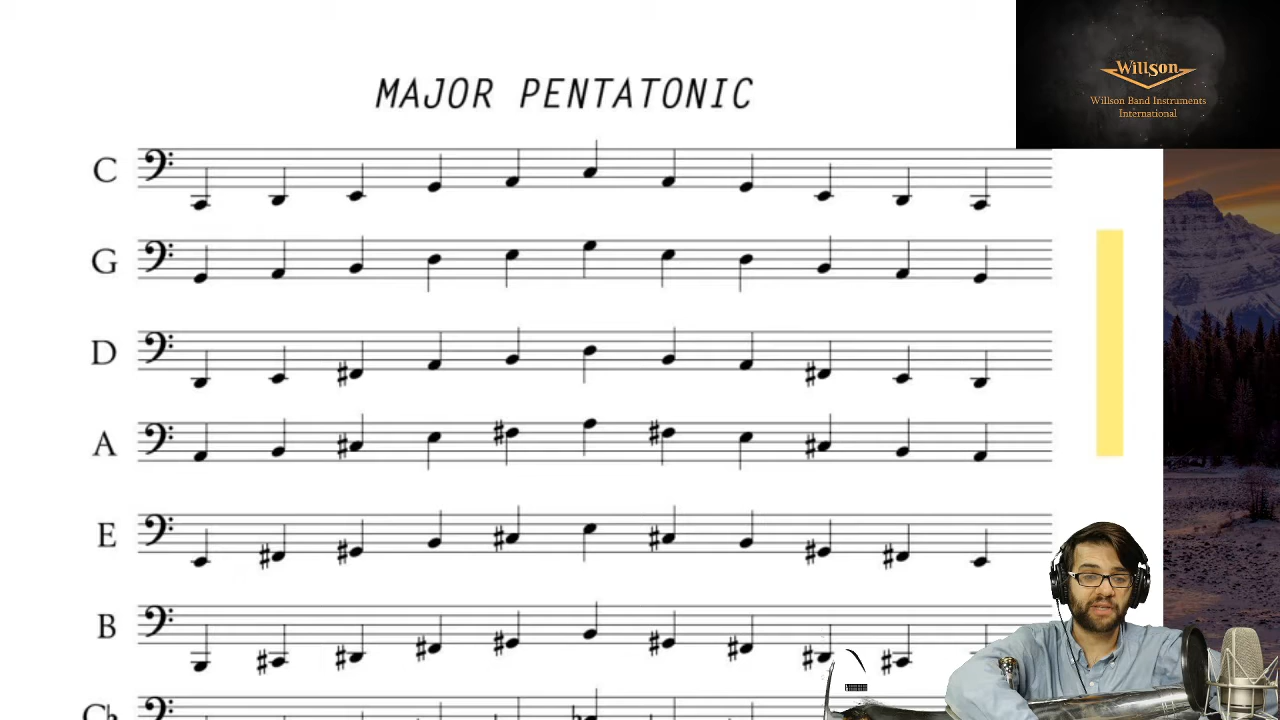 Willson
Willson Band Instruments
International
MAJOR PENTATONIC
C
G
D
A
E
B